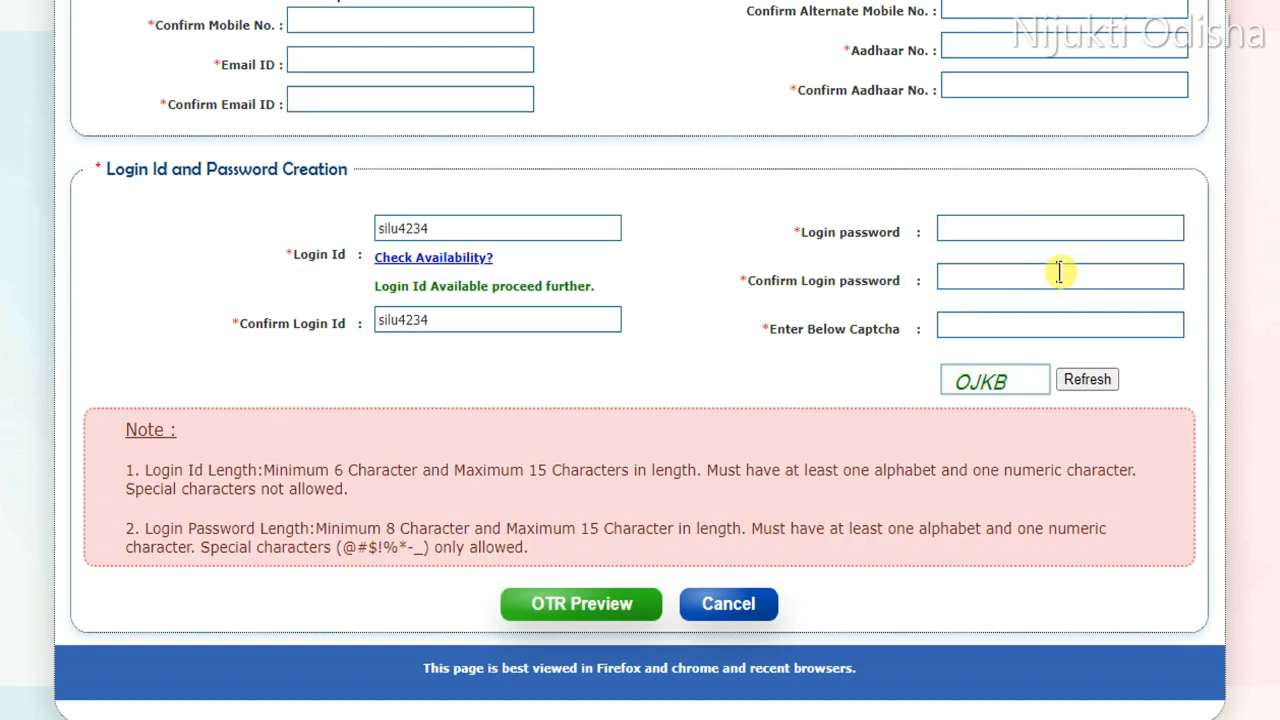 *Confirm Mobile No. :
Confirm Alternate Mobile No. :
Nijukti Odisha
*Email ID :
*Aadhaar No. :
*Confirm Email ID :
*Confirm Aadhaar No. :
* Login Id and Password Creation
silu4234
*Login Id :
Check Availability?
Login Id Available proceed further.
*Confirm Login Id :
silu4234
*Login password :
*Confirm Login password :
*Enter Below Captcha :
OJKB
Refresh
Note :
1. Login Id Length:Minimum 6 Character and Maximum 15 Characters in length. Must have at least one alphabet and one numeric character.
Special characters not allowed.
2. Login Password Length:Minimum 8 Character and Maximum 15 Character in length. Must have at least one alphabet and one numeric
character. Special characters (@#$!%*-_) only allowed.
OTR Preview
Cancel
This page is best viewed in Firefox and chrome and recent browsers.